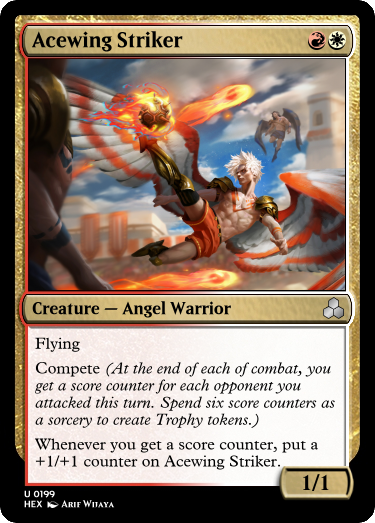 Acewing Striker
Creature — Angel Warrior
Flying
Compete (At the end of each of combat, you
get a score counter for each opponent you
attacked this turn. Spend six score counters as
a sorcery to create Trophy tokens.)
Whenever you get a score counter, put a
+1/+1 counter on Acewing Striker.
1/1
U 0199
HEX Arif Wijaya